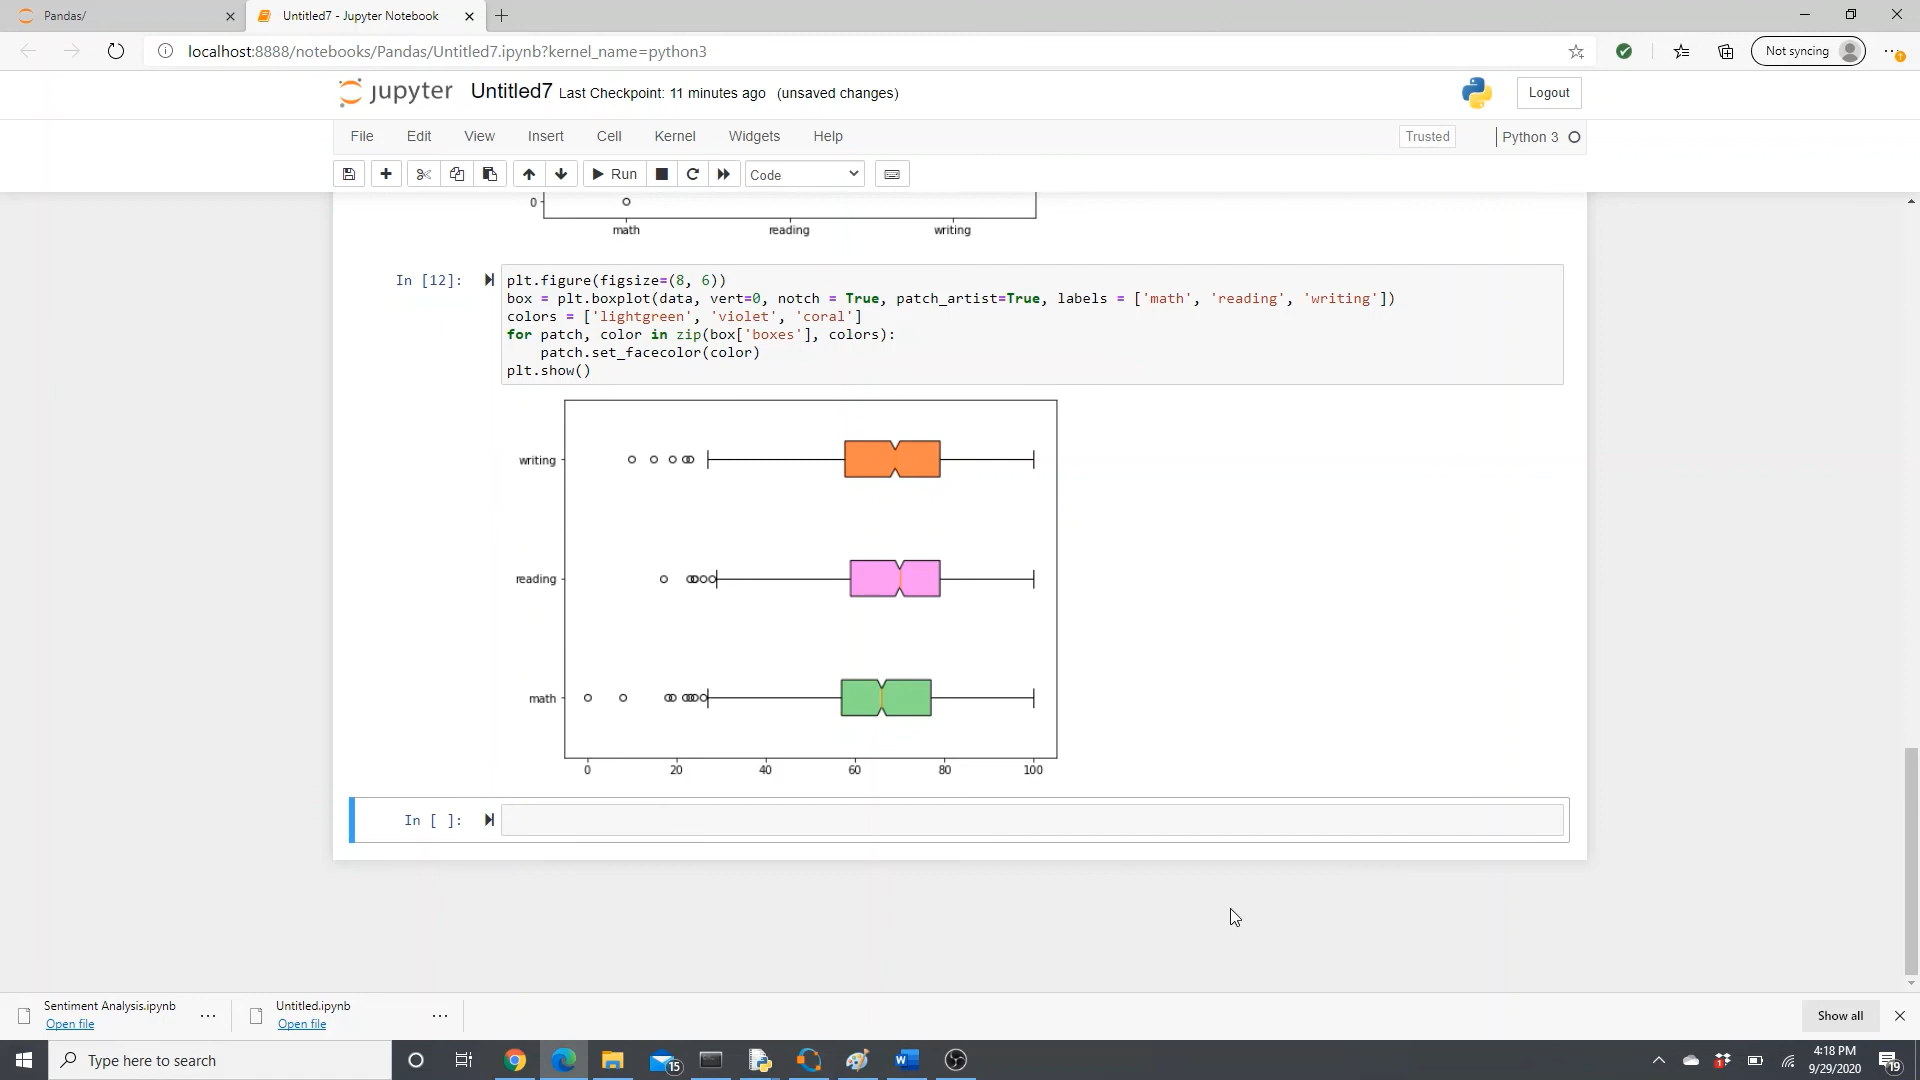 Pandas/
Untitled7 - Jupyter Notebook
localhost:8888/notebooks/Pandas/Untitled7.ipynb?kernel_name=python3
Not syncing
jupyter Untitled7 Last Checkpoint: 11 minutes ago (unsaved changes)
Logout
File Edit View Insert Cell Kernel Widgets Help
Trusted
Python 3
Run
Code
0
math reading writing
In [12]:
plt.figure(figsize=(8, 6))
box = plt.boxplot(data, vert=0, notch = True, patch_artist=True, labels = ['math', 'reading', 'writing'])
colors = ['lightgreen', 'violet', 'coral']
for patch, color in zip(box['boxes'], colors):
    patch.set_facecolor(color)
plt.show()
writing
reading
math
0 20 40 60 80 100
In [ ]:
Sentiment Analysis.ipynb
Open file
Untitled.ipynb
Open file
Show all
Type here to search
15
1
4:18 PM
9/29/2020
19